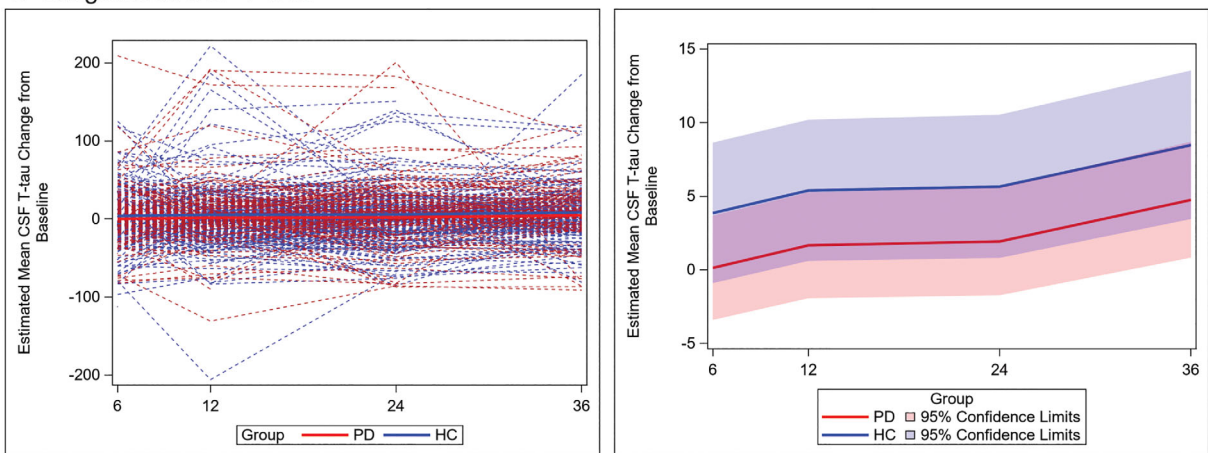 Estimated Mean CSF T-tau Change from
Baseline
200
100
0
-100
-200
6
12
24
36
Group PD HC
Estimated Mean CSF T-tau Change from
Baseline
15
10
5
0
-5
6
12
24
36
Group
PD 95% Confidence Limits
HC 95% Confidence Limits